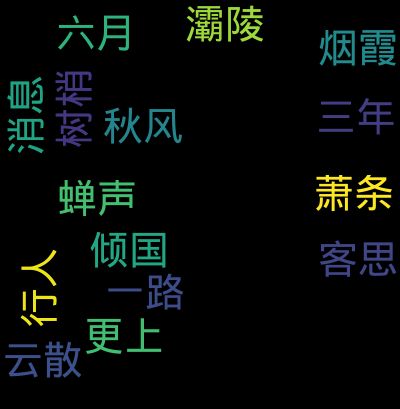 六月
灞陵
烟霞
消息
树梢
秋风
三年
蝉声
萧条
倾国
客思
行人
一路
更上
云散